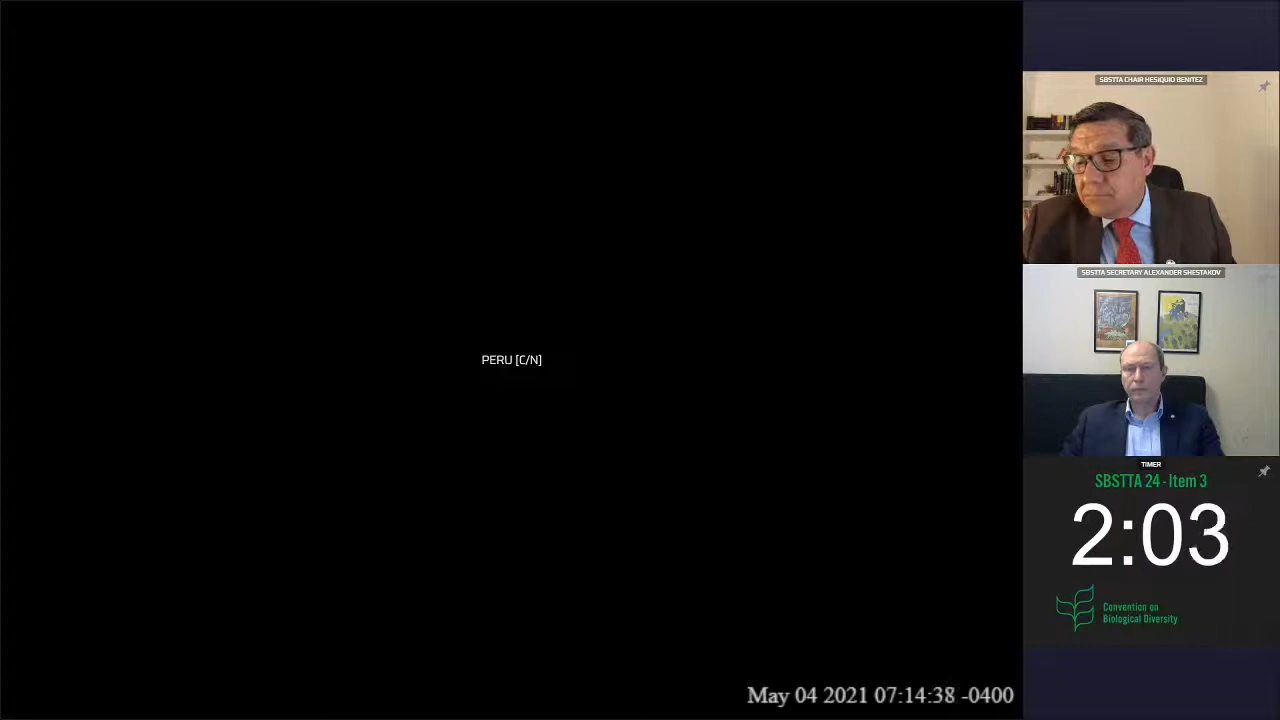 PERU [C/N]
May 04 2021 07:14:38 -0400
SBSTTA CHAIR HESIQUIO BENITEZ
SBSTTA SECRETARY ALEXANDER SHESTAKOV
TIMER
SBSTTA 24 - Item 3
2:03
Convention on
Biological Diversity